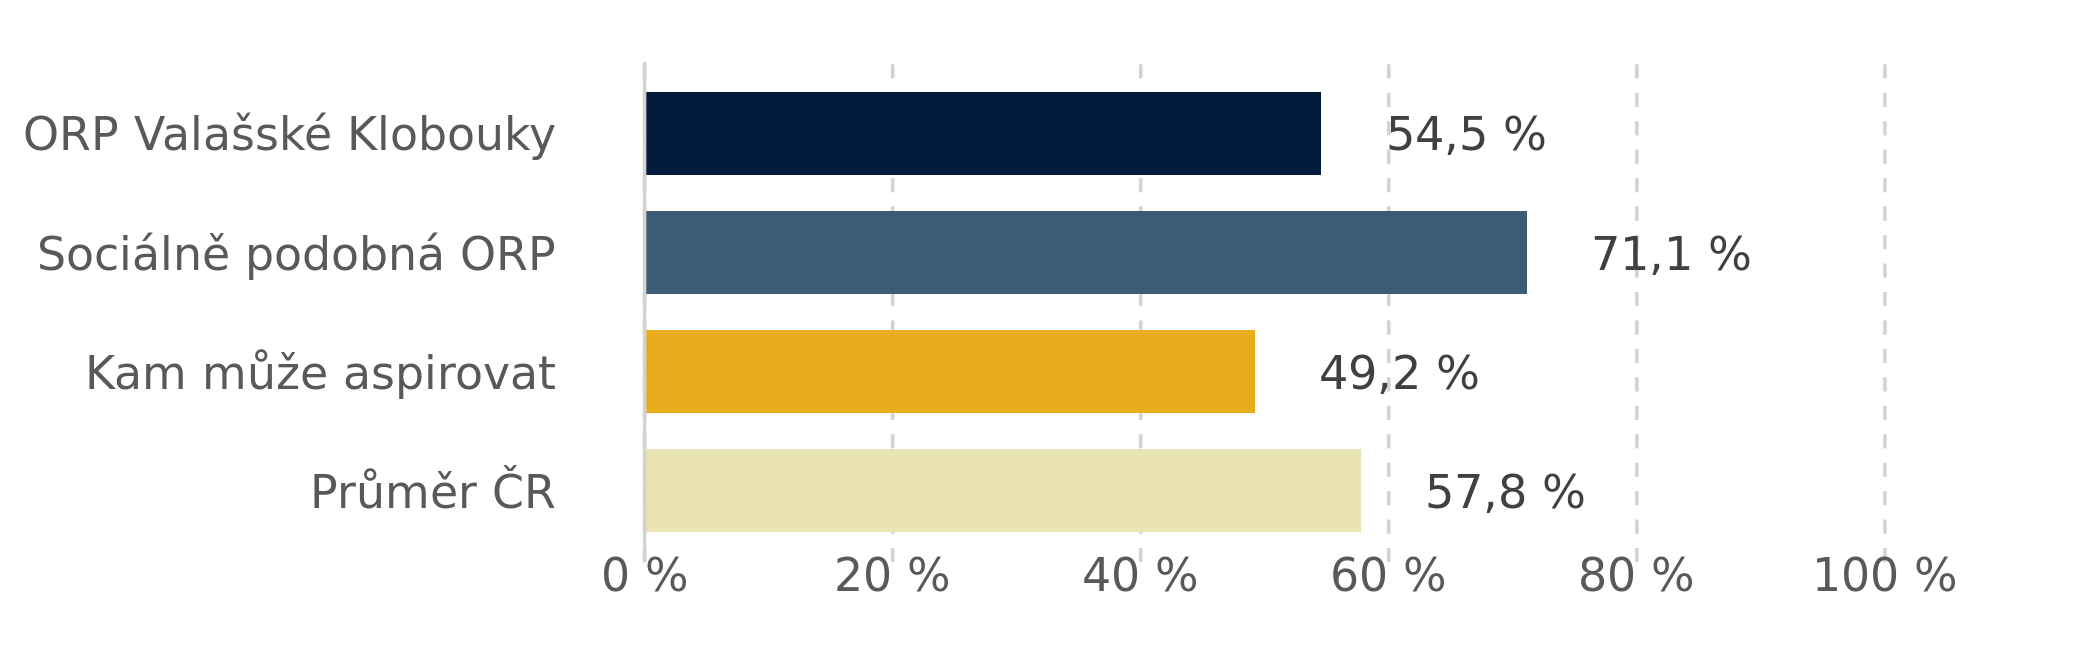 ORP Valašské Klobouky 54,5 %
Sociálně podobná ORP 71,1 %
Kam může aspirovat 49,2 %
Průměr ČR 57,8 %
0 % 20 % 40 % 60 % 80 % 100 %